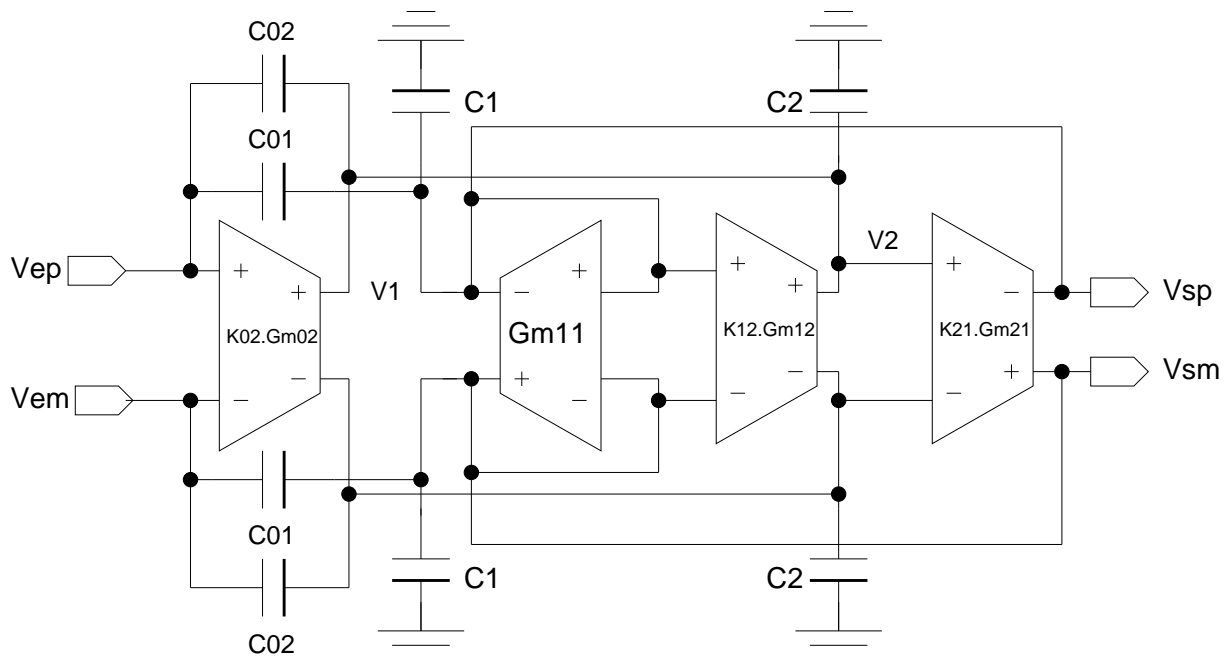 C02
C1
C2
C01
Vep
+
+
V1
−
+
+
+
V2
+
−
Vsp
K02.Gm02
Gm11
K12.Gm12
K21.Gm21
Vem
−
−
+
−
−
−
+
−
Vsm
C01
C1
C2
C02